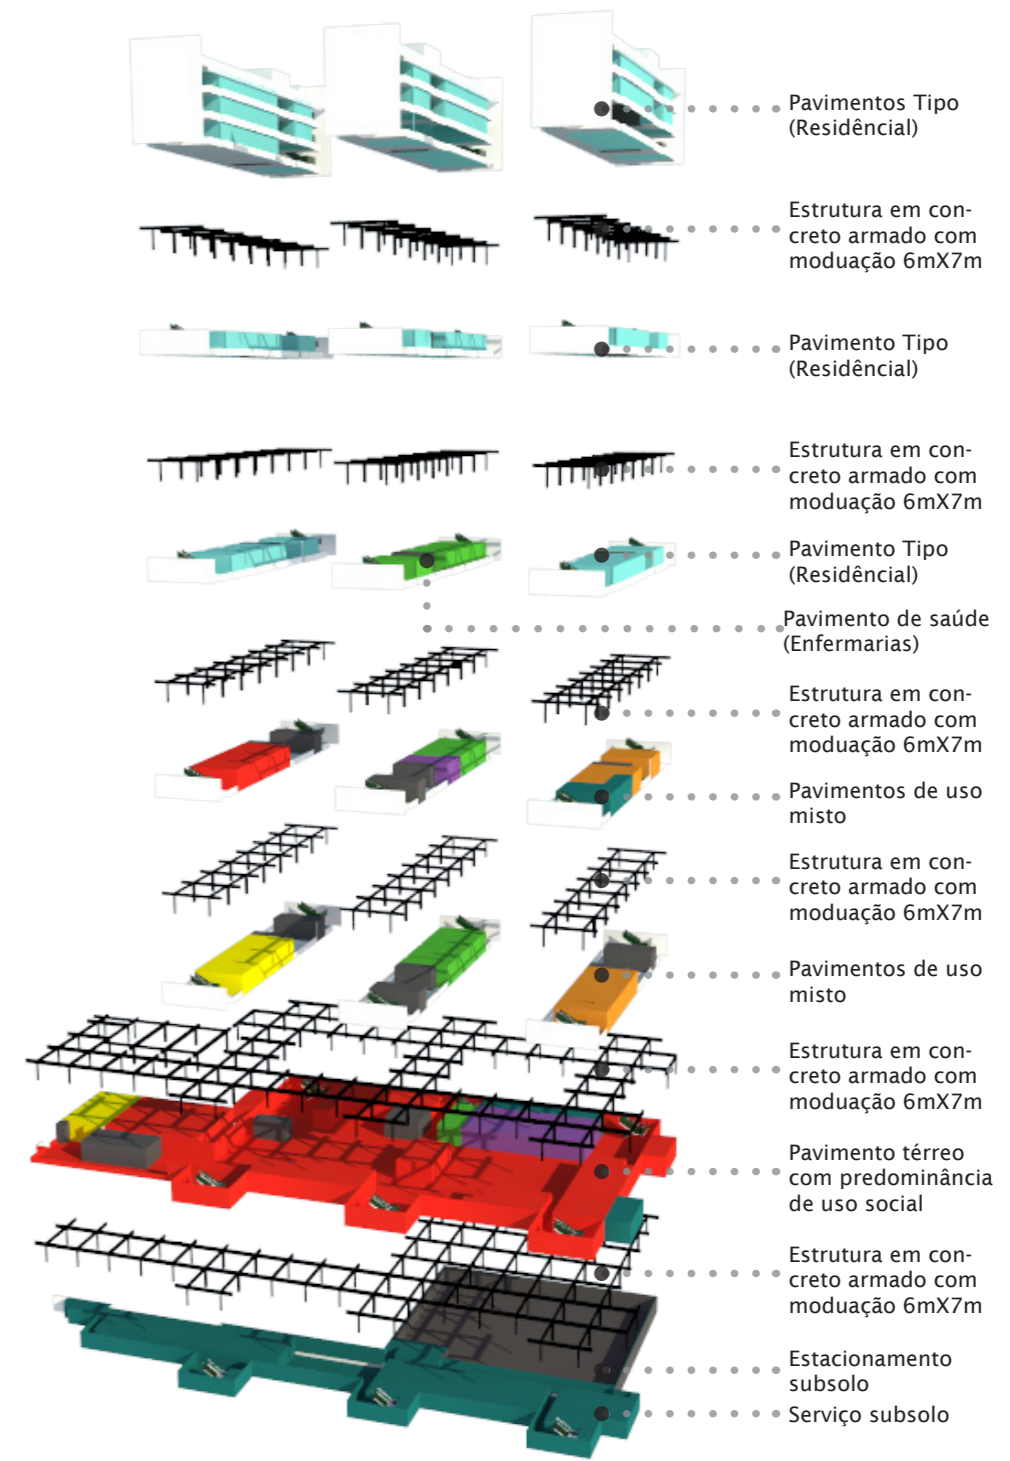 Pavimentos Tipo
(Residêncial)
Estrutura em con-
creto armado com
moduação 6mX7m
Pavimento Tipo
(Residêncial)
Estrutura em con-
creto armado com
moduação 6mX7m
Pavimento Tipo
(Residêncial)
Pavimento de saúde
(Enfermarias)
Estrutura em con-
creto armado com
moduação 6mX7m
Pavimentos de uso
misto
Estrutura em con-
creto armado com
moduação 6mX7m
Pavimentos de uso
misto
Estrutura em con-
creto armado com
moduação 6mX7m
Pavimento térreo
com predominância
de uso social
Estrutura em con-
creto armado com
moduação 6mX7m
Estacionamento
subsolo
Serviço subsolo